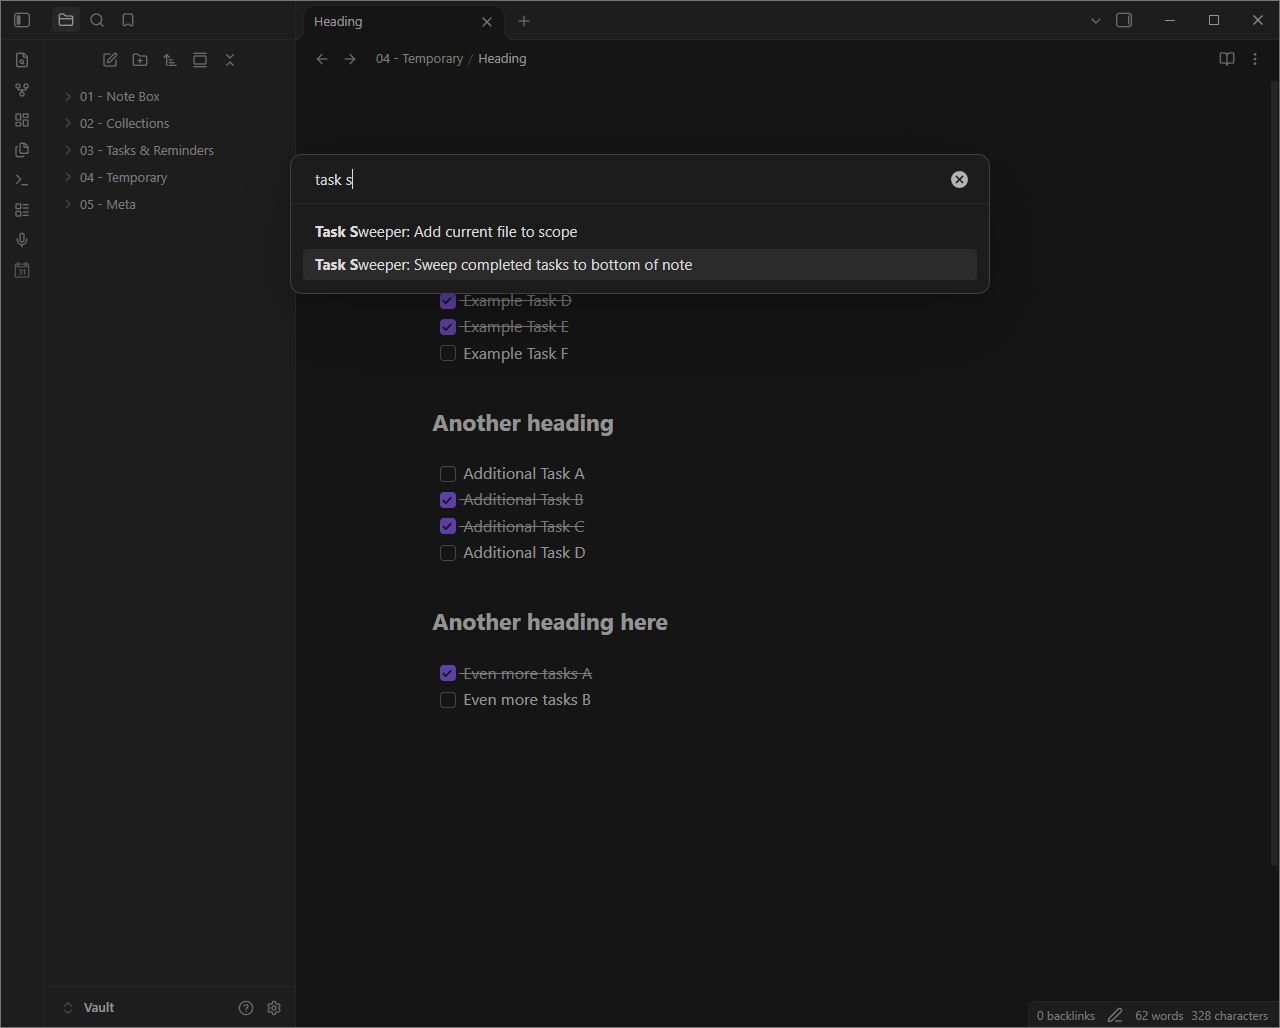 Heading
04 - Temporary / Heading
01 - Note Box
02 - Collections
03 - Tasks & Reminders
04 - Temporary
05 - Meta
31
task s
Task Sweeper: Add current file to scope
Task Sweeper: Sweep completed tasks to bottom of note
Example Task D
Example Task E
Example Task F
Another heading
Additional Task A
Additional Task B
Additional Task C
Additional Task D
Another heading here
Even more tasks A
Even more tasks B
Vault
0 backlinks 62 words 328 characters